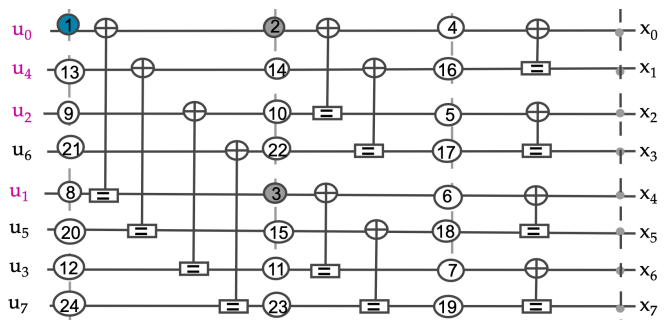 u0 1 2 4 x0
u4 13 14 16 = x1
u2 9 10 = 5 x2
u6 21 22 = 17 = x3
u1 8 = 3 6 x4
u5 20 = 15 18 = x5
u3 12 = 11 = 7 x6
u7 24 = 23 = 19 = x7